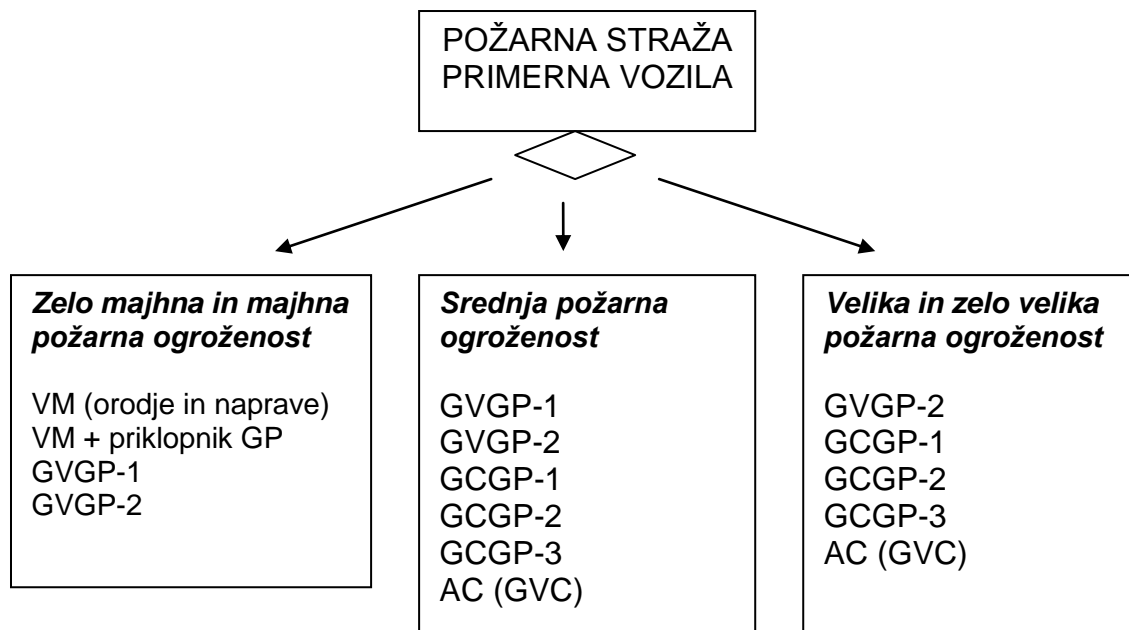 POŽARNA STRAŽA
PRIMERNA VOZILA
Zelo majhna in majhna
požarna ogroženost
VM (orodje in naprave)
VM + priklopnik GP
GVGP-1
GVGP-2
Srednja požarna
ogroženost
GVGP-1
GVGP-2
GCGP-1
GCGP-2
GCGP-3
AC (GVC)
Velika in zelo velika
požarna ogroženost
GVGP-2
GCGP-1
GCGP-2
GCGP-3
AC (GVC)